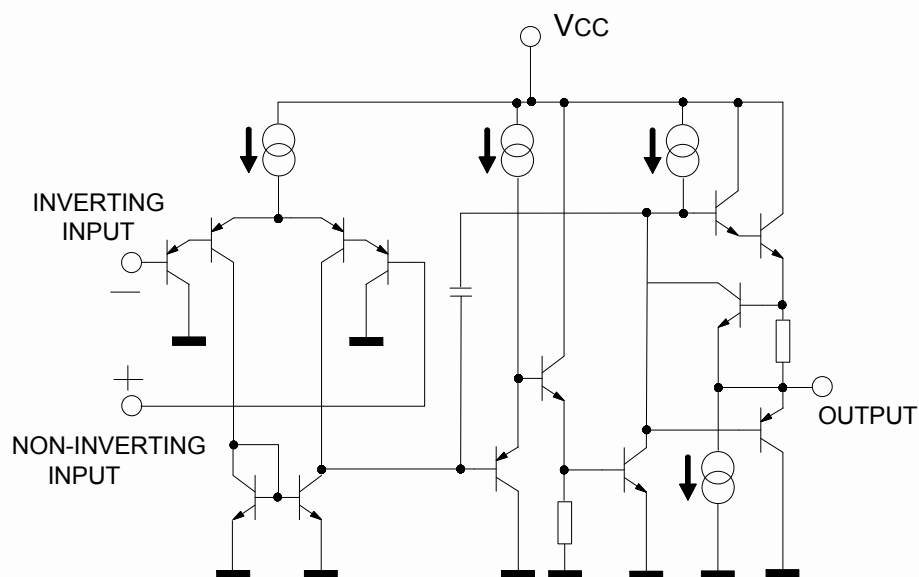 VCC
INVERTING
INPUT
—
+
NON-INVERTING
INPUT
OUTPUT